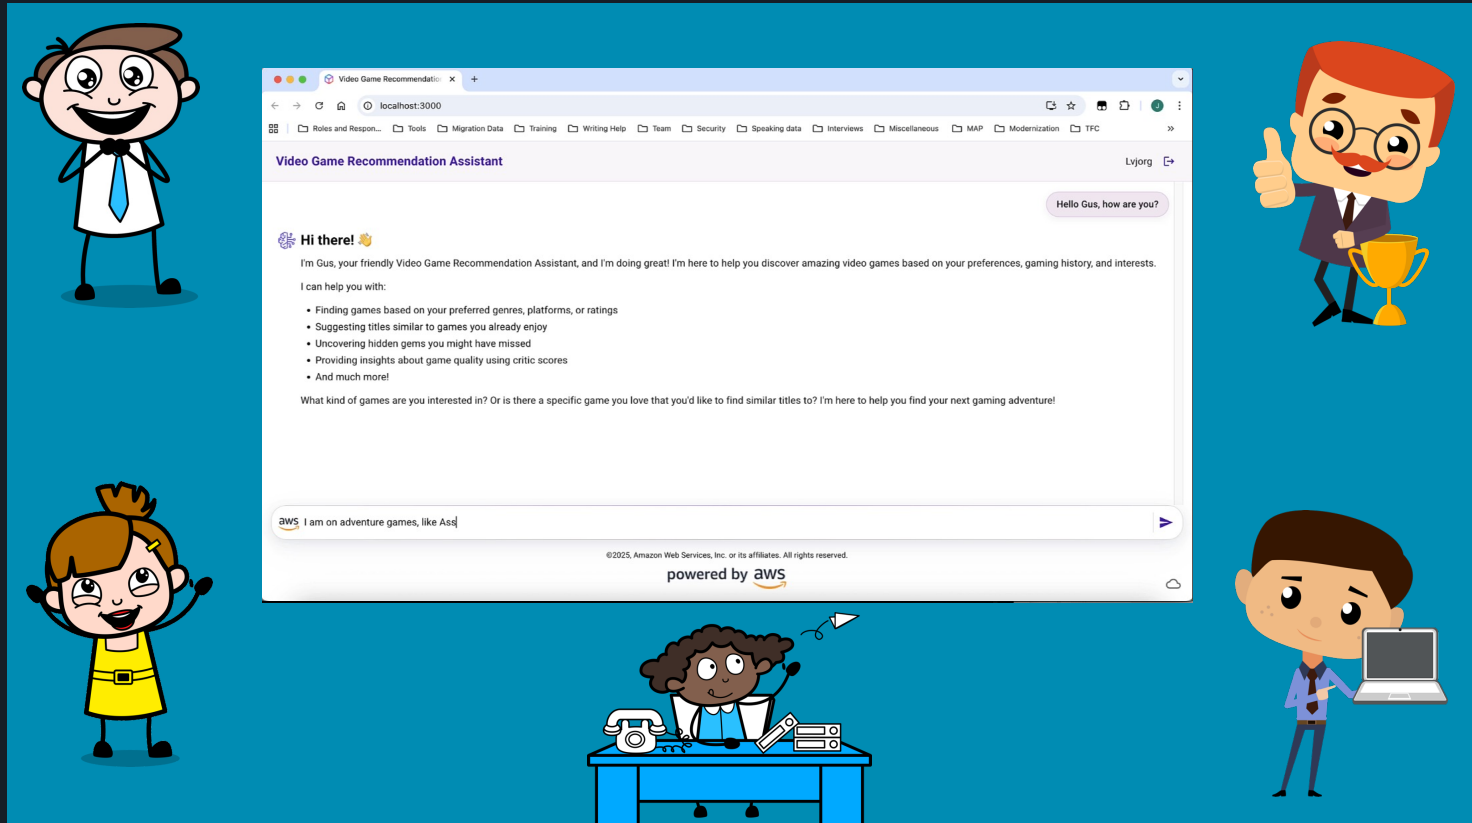 Video Game Recommendatio
localhost:3000
J
Roles and Respon... Tools Migration Data Training Writing Help Team Security Speaking data Interviews Miscellaneous MAP Modernization TFC
Video Game Recommendation Assistant
Lvjorg
Hello Gus, how are you?
Hi there! 👋
I'm Gus, your friendly Video Game Recommendation Assistant, and I'm doing great! I'm here to help you discover amazing video games based on your preferences, gaming history, and interests.
I can help you with:
• Finding games based on your preferred genres, platforms, or ratings
• Suggesting titles similar to games you already enjoy
• Uncovering hidden gems you might have missed
• Providing insights about game quality using critic scores
• And much more!
What kind of games are you interested in? Or is there a specific game you love that you'd like to find similar titles to? I'm here to help you find your next gaming adventure!
aws I am on adventure games, like Ass
©2025, Amazon Web Services, Inc. or its affiliates. All rights reserved.
powered by aws